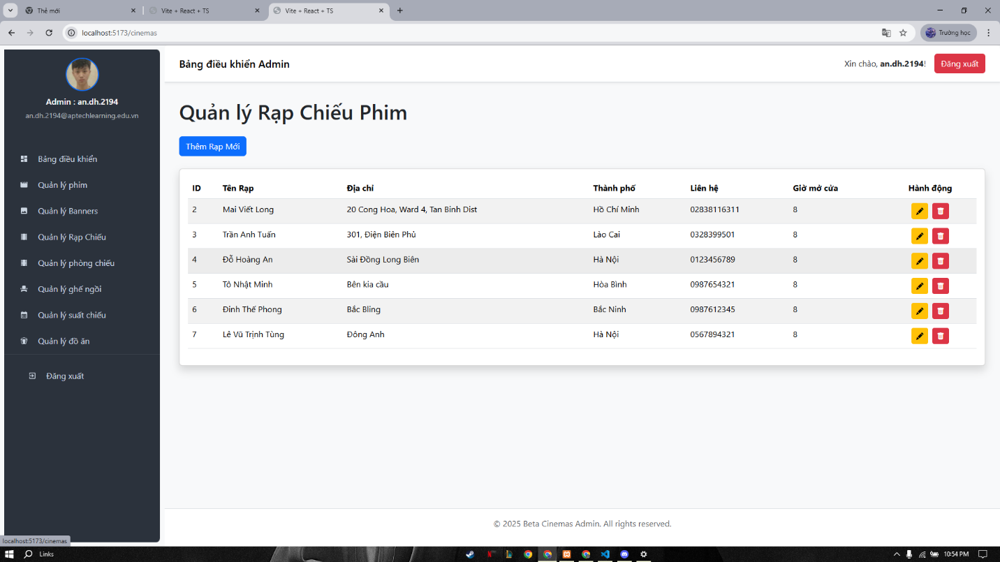 Thẻ mới
Vite + React + TS
Vite + React + TS
localhost:5173/cinemas
Trường học
Admin : an.dh.2194
an.dh.2194@aptechlearning.edu.vn
Bảng điều khiển
Quản lý phim
Quản lý Banners
Quản lý Rạp Chiếu
Quản lý phòng chiếu
Quản lý ghế ngồi
Quản lý suất chiếu
Quản lý đồ ăn
Đăng xuất
Bảng điều khiển Admin
Xin chào, an.dh.2194!
Đăng xuất
Quản lý Rạp Chiếu Phim
Thêm Rạp Mới
ID Tên Rạp Địa chỉ Thành phố Liên hệ Giờ mở cửa Hành động
2 Mai Viết Long 20 Cong Hoa, Ward 4, Tan Binh Dist Hồ Chí Minh 02838116311 8
3 Trần Anh Tuấn 301, Điện Biên Phủ Lào Cai 0328399501 8
4 Đỗ Hoàng An Sài Đồng Long Biên Hà Nội 0123456789 8
5 Tô Nhật Minh Bên kia cầu Hòa Bình 0987654321 8
6 Đinh Thế Phong Bắc Bling Bắc Ninh 0987612345 8
7 Lê Vũ Trịnh Tùng Đông Anh Hà Nội 0567894321 8
© 2025 Beta Cinemas Admin. All rights reserved.
localhost:5173/cinemas
Links
10:54 PM